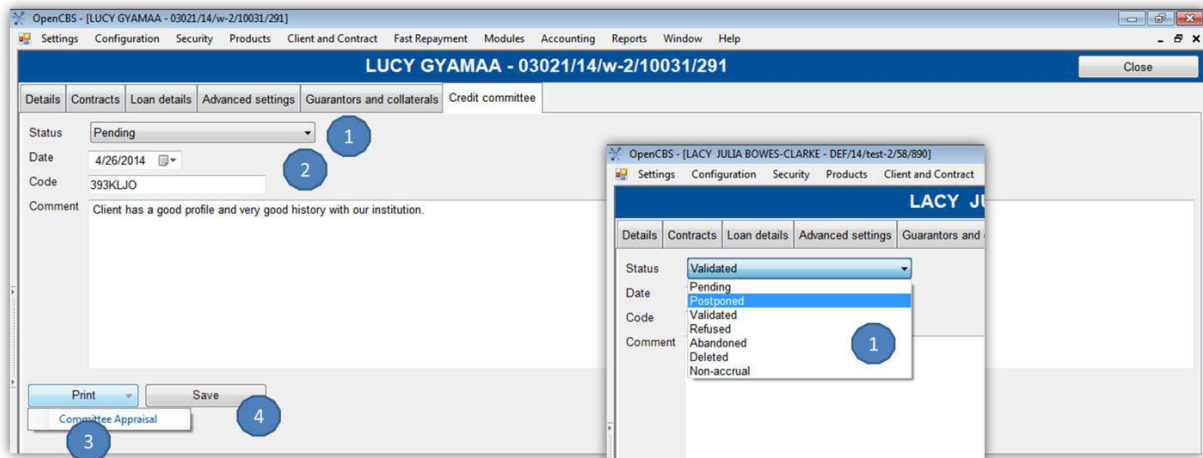 OpenCBS - [LUCY GYAMAA - 03021/14/w-2/10031/291]
Settings Configuration Security Products Client and Contract Fast Repayment Modules Accounting Reports Window Help
LUCY GYAMAA - 03021/14/w-2/10031/291
Close
Details Contracts Loan details Advanced settings Guarantors and collaterals Credit committee
Status Pending
1
Date 4/26/2014
2
Code 393KLJO
Comment Client has a good profile and very good history with our institution.
Print Save
4
Committee Appraisal
3
OpenCBS - [LACY JULIA BOWES-CLARKE - DEF/14/test-2/58/890]
Settings Configuration Security Products Client and Contract
LACY JU
Details Contracts Loan details Advanced settings Guarantors and
Status Validated
Date Pending
Postponed
Code Validated
Refused
Comment Abandoned
1
Deleted
Non-accrual